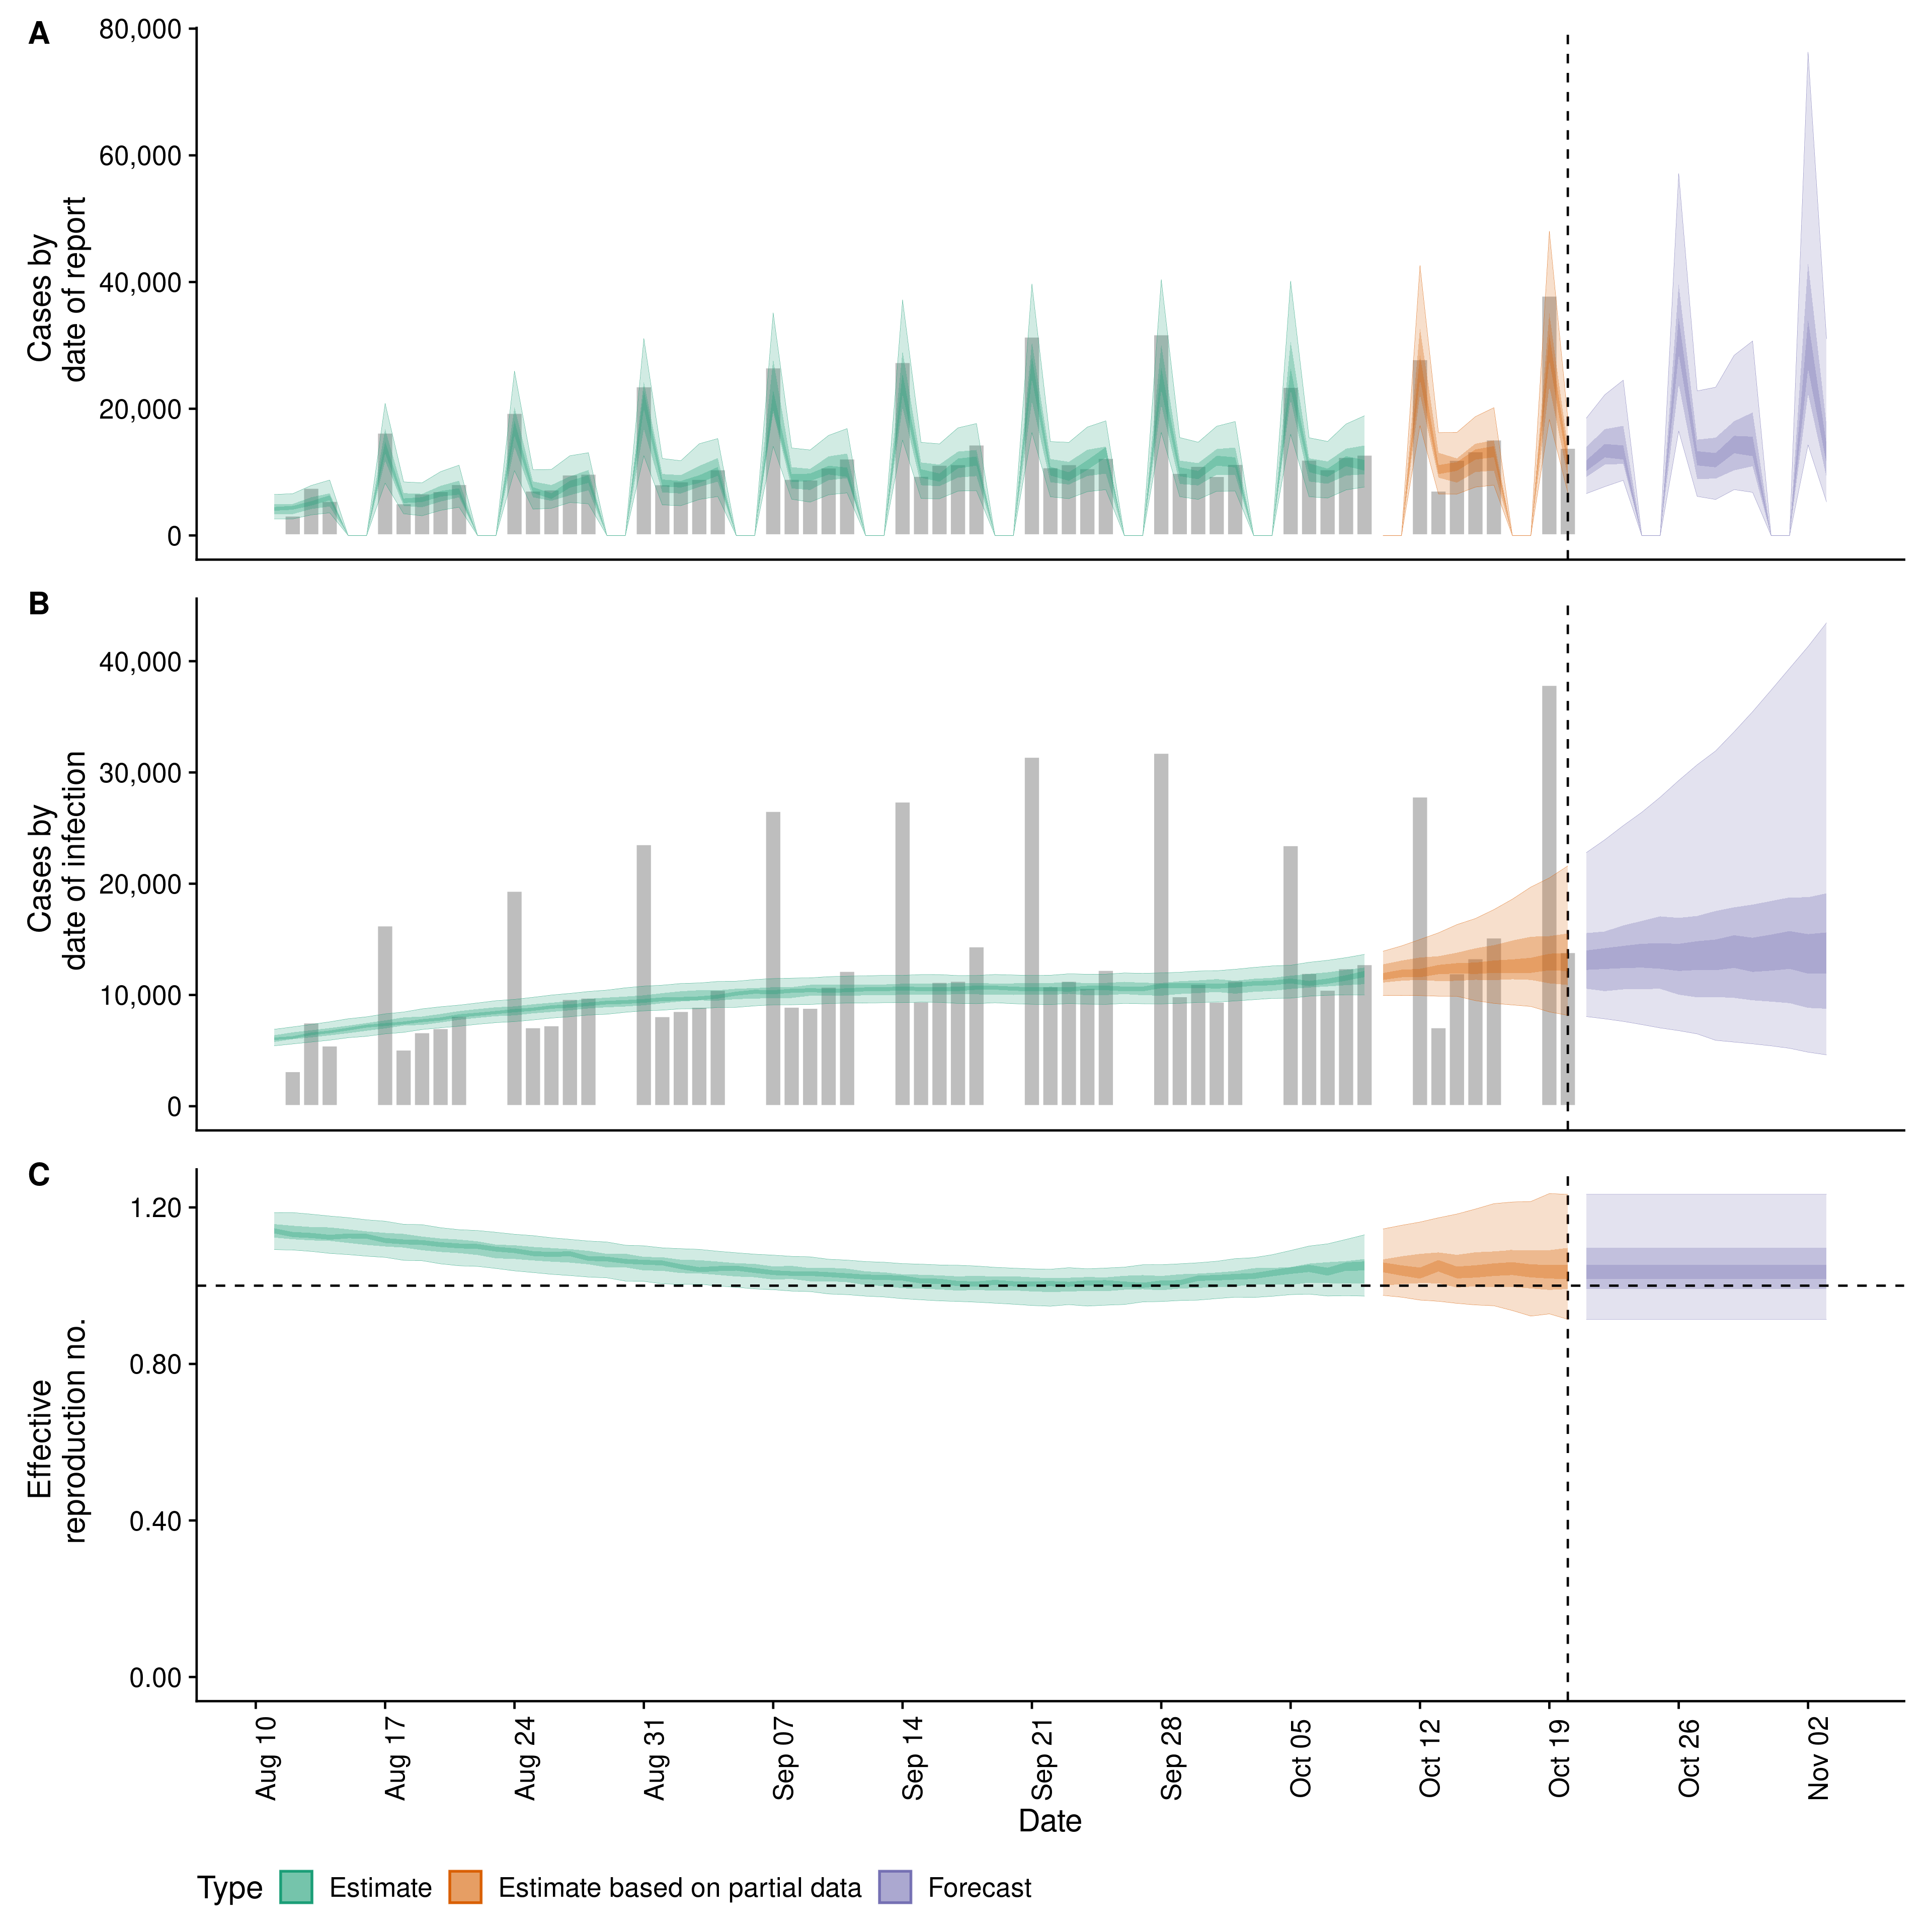 A
80,000
60,000
40,000
20,000
0
Cases by
date of report
B
40,000
30,000
20,000
10,000
0
Cases by
date of infection
C
1.20
0.80
0.40
0.00
Effective
reproduction no.
Aug 10
Aug 17
Aug 24
Aug 31
Sep 07
Sep 14
Sep 21
Sep 28
Oct 05
Oct 12
Oct 19
Oct 26
Nov 02
Date
Type Estimate Estimate based on partial data Forecast